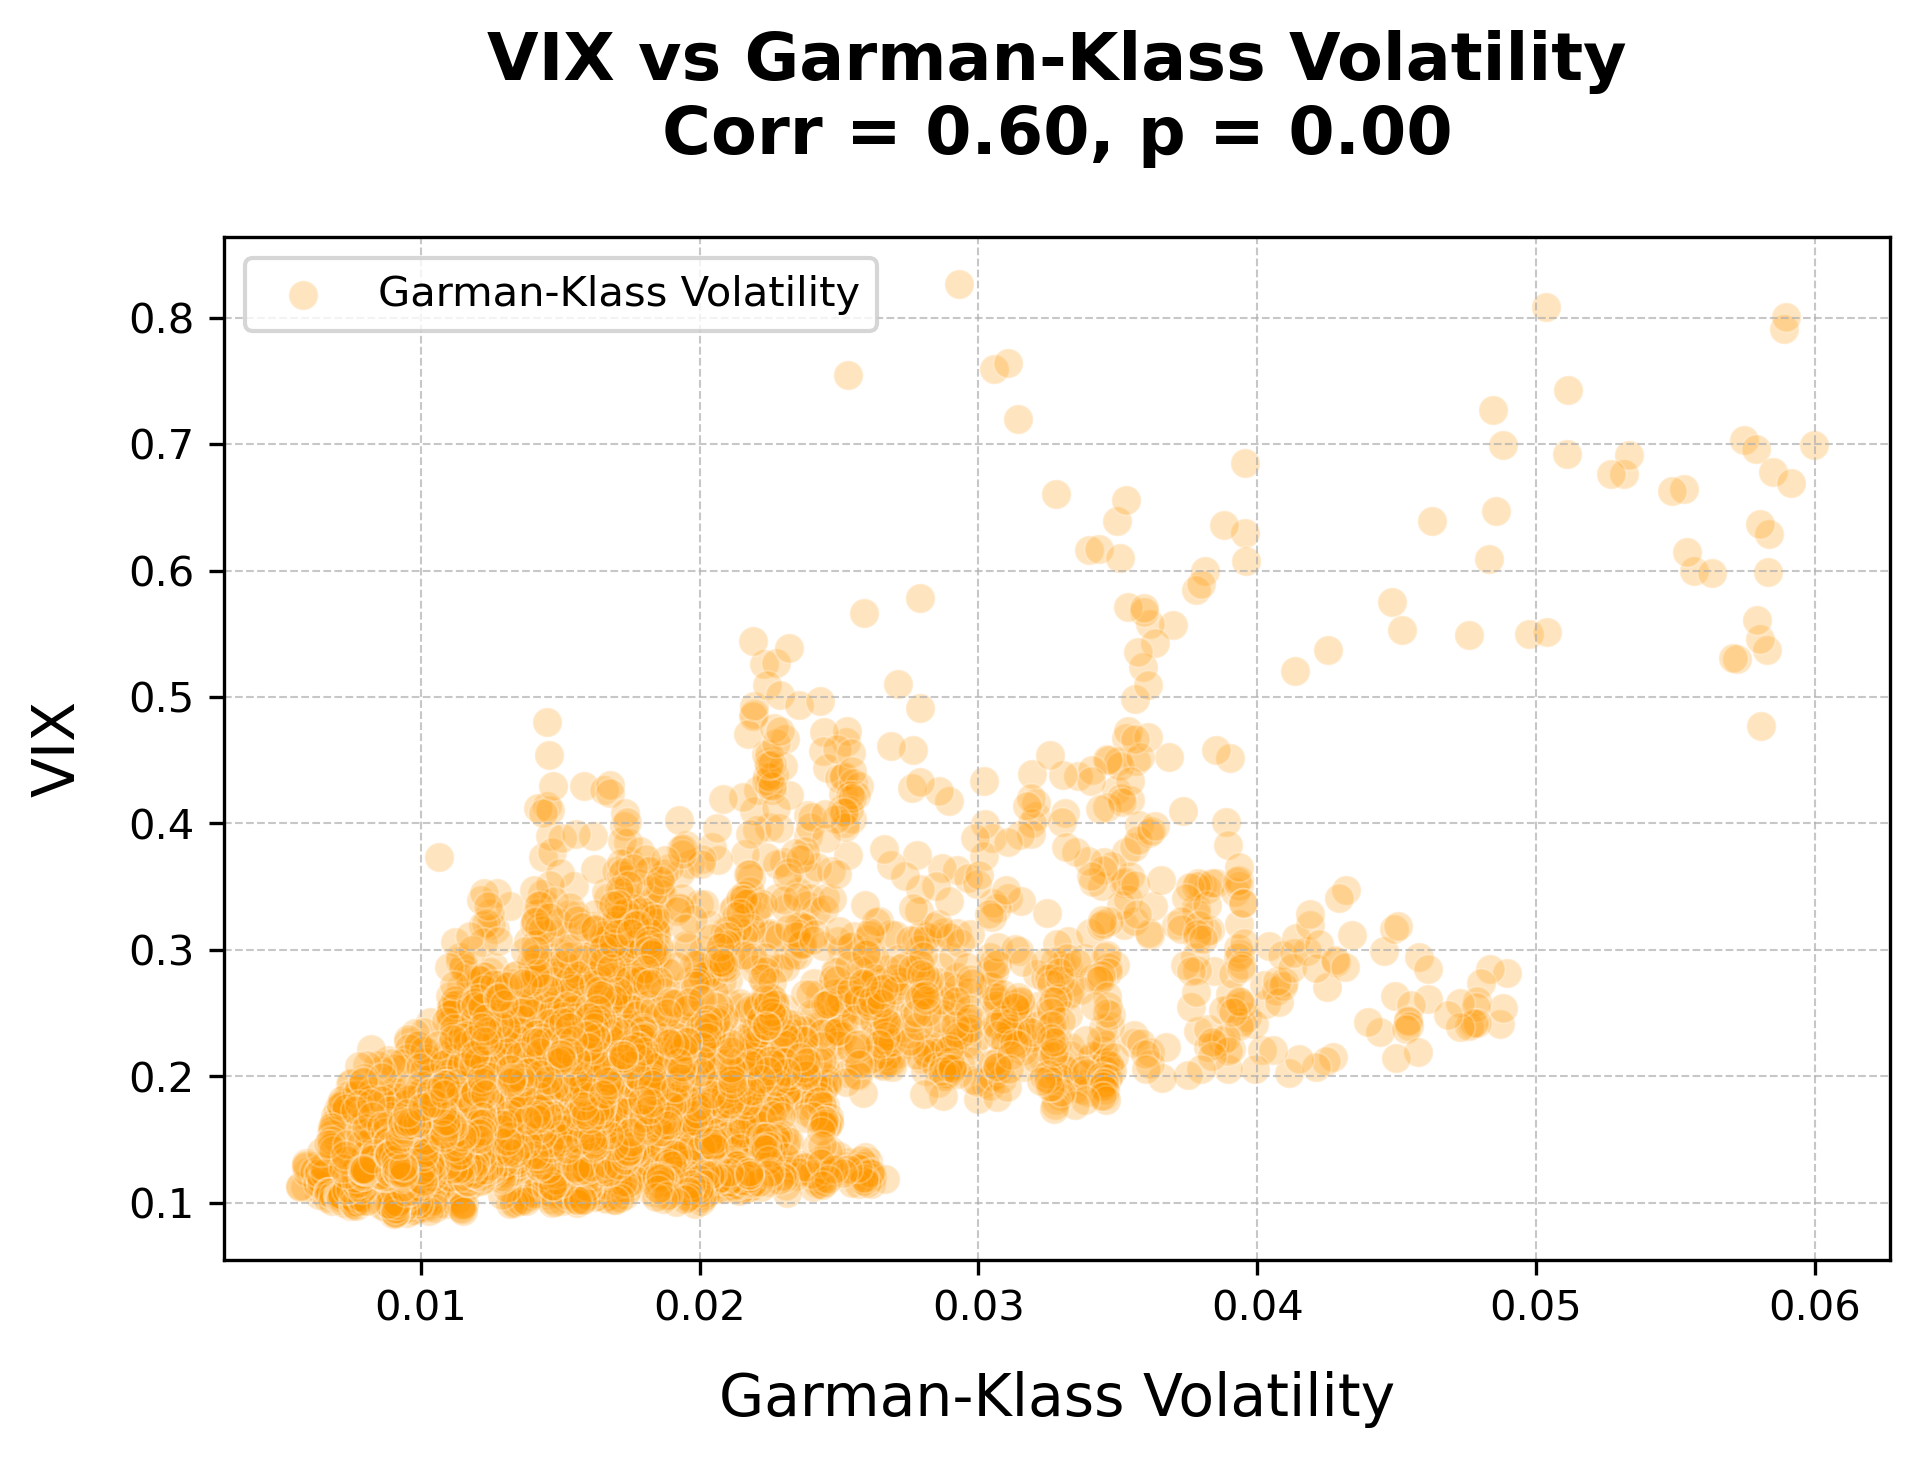 VIX vs Garman-Klass Volatility
Corr = 0.60, p = 0.00
Garman-Klass Volatility
0.8
0.7
0.6
0.5
0.4
0.3
0.2
0.1
VIX
0.01 0.02 0.03 0.04 0.05 0.06
Garman-Klass Volatility